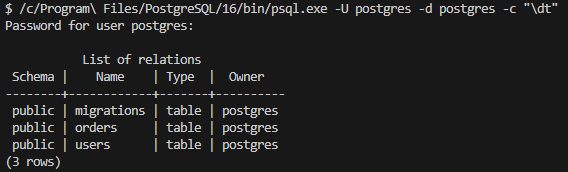 $ /c/Program\ Files/PostgreSQL/16/bin/psql.exe -U postgres -d postgres -c "\dt"
Password for user postgres:

           List of relations
 Schema |    Name    | Type  |  Owner
--------+------------+-------+----------
 public | migrations | table | postgres
 public | orders     | table | postgres
 public | users      | table | postgres
(3 rows)